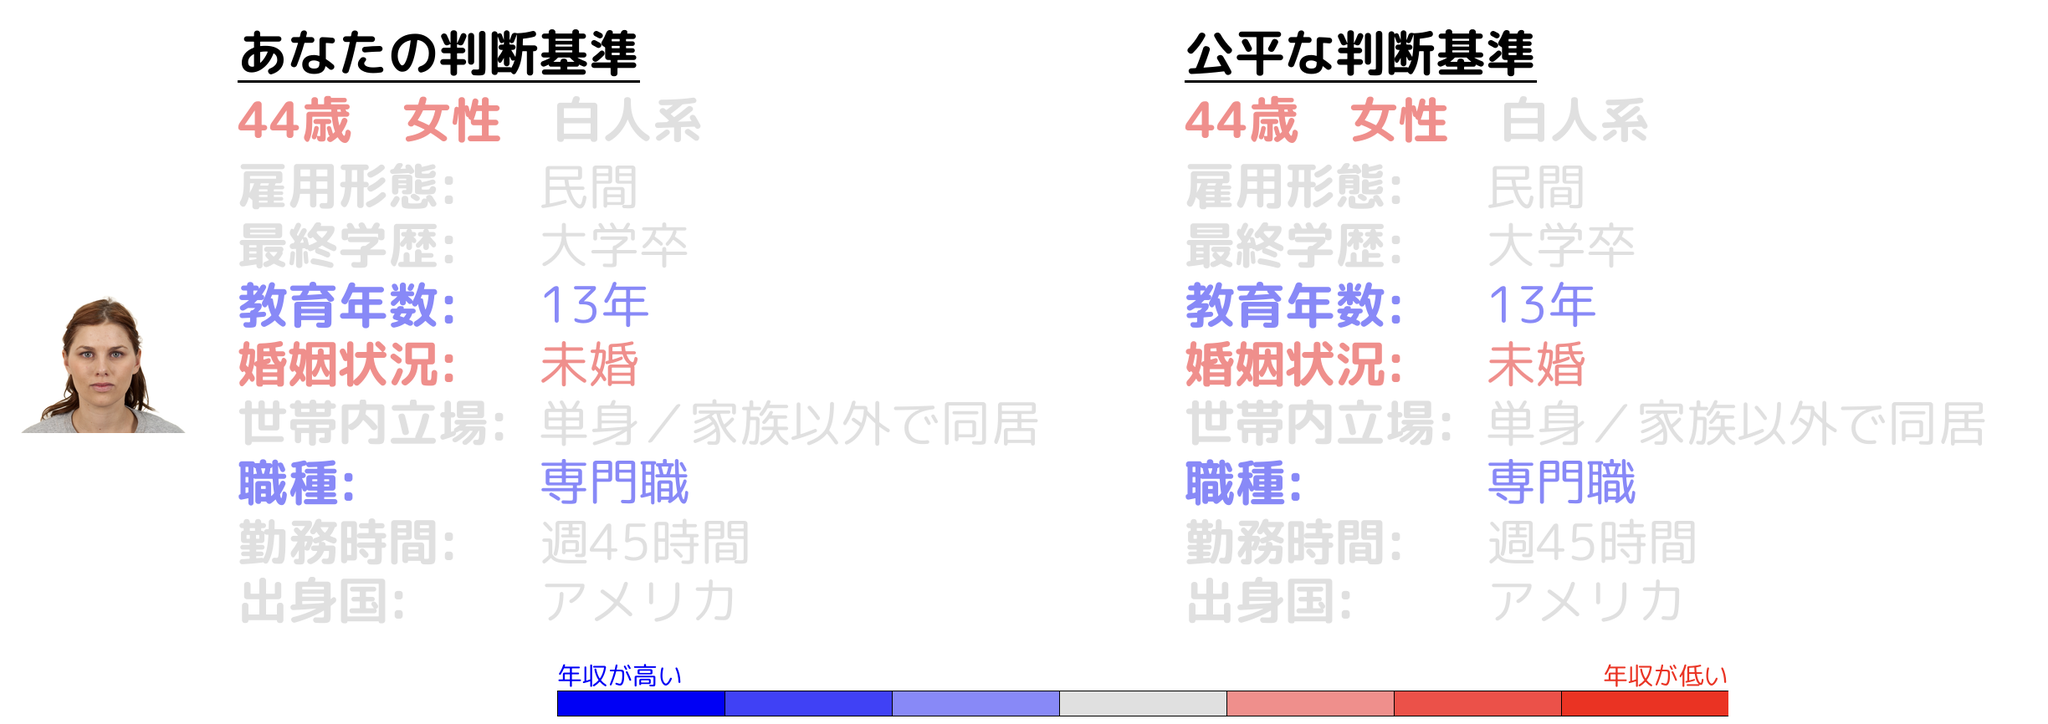 あなたの判断基準
44歳 女性 白人系
雇用形態: 民間
最終学歴: 大学卒
教育年数: 13年
婚姻状況: 未婚
世帯内立場: 単身／家族以外で同居
職種: 専門職
勤務時間: 週45時間
出身国: アメリカ
公平な判断基準
44歳 女性 白人系
雇用形態: 民間
最終学歴: 大学卒
教育年数: 13年
婚姻状況: 未婚
世帯内立場: 単身／家族以外で同居
職種: 専門職
勤務時間: 週45時間
出身国: アメリカ
年収が高い
年収が低い